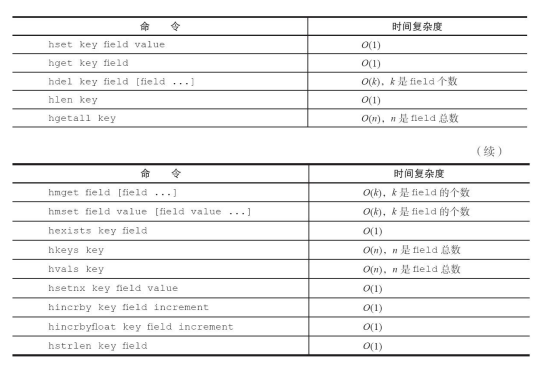 命 令 时间复杂度
hset key field value O(1)
hget key field O(1)
hdel key field [field ...] O(k)，k 是 field 个数
hlen key O(1)
hgetall key O(n)，n 是 field 总数
（续）
命 令 时间复杂度
hmget field [field ...] O(k)，k 是 field 的个数
hmset field value [field value ...] O(k)，k 是 field 的个数
hexists key field O(1)
hkeys key O(n)，n 是 field 总数
hvals key O(n)，n 是 field 总数
hsetnx key field value O(1)
hincrby key field increment O(1)
hincrbyfloat key field increment O(1)
hstrlen key field O(1)